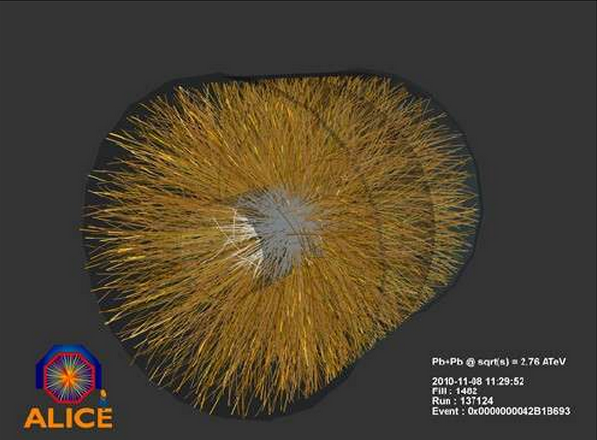 Pb+Pb @ sqrt(s) = 2.76 ATeV
2010-11-08 11:29:52
Fill : 1482
Run : 137124
Event : 0x0000000042B1B693
ALICE